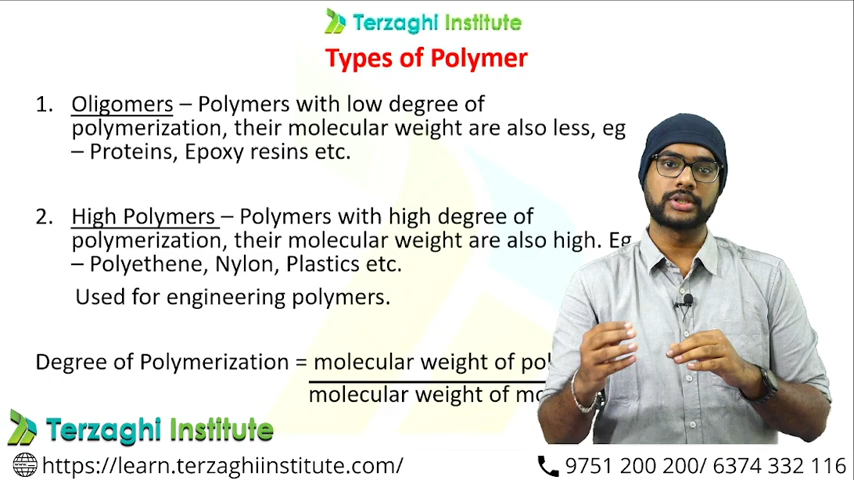 Terzaghi Institute
Types of Polymer
1. Oligomers – Polymers with low degree of
polymerization, their molecular weight are also less, eg
– Proteins, Epoxy resins etc.
2. High Polymers – Polymers with high degree of
polymerization, their molecular weight are also high. Eg
– Polyethene, Nylon, Plastics etc.
Used for engineering polymers.
Degree of Polymerization = molecular weight of
molecular weight of
Terzaghi Institute
https://learn.terzaghiinstitute.com/
9751 200 200/ 6374 332 116